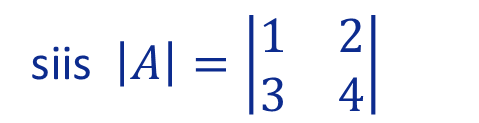 siis |A| = |1 2|
|3 4|